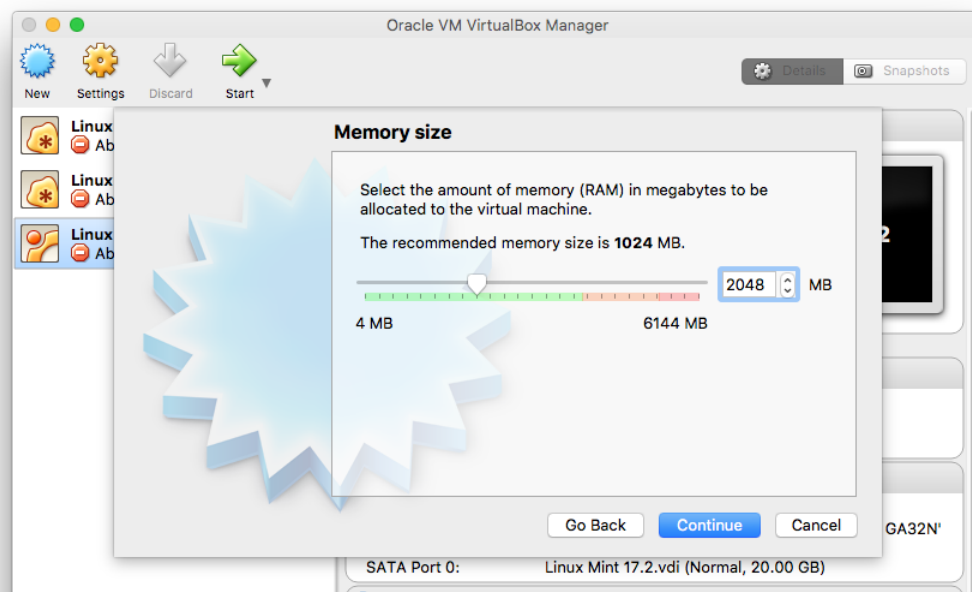 Oracle VM VirtualBox Manager
New
Settings
Discard
Start
Details
Snapshots
Linux
Ab
Linux
Ab
Linux
Ab
Memory size
Select the amount of memory (RAM) in megabytes to be
allocated to the virtual machine.
The recommended memory size is 1024 MB.
2048 MB
4 MB
6144 MB
2
Go Back
Continue
Cancel
GA32N'
SATA Port 0:
Linux Mint 17.2.vdi (Normal, 20.00 GB)